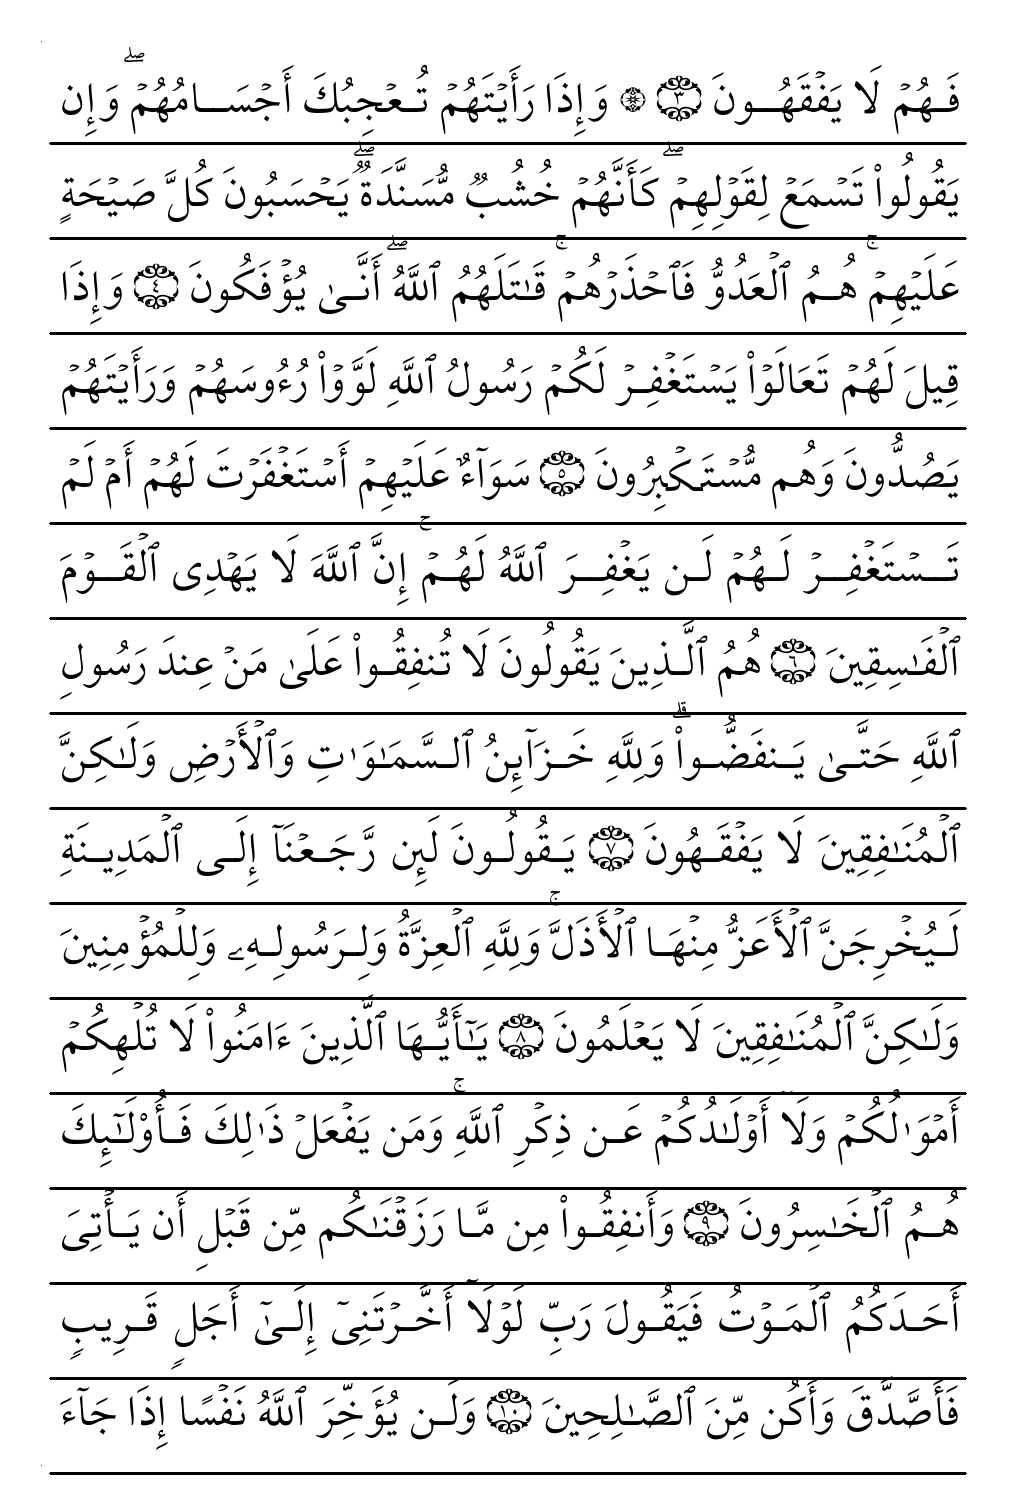 فَهُمۡ لَا يَفۡقَهُونَ ٣ ۞ وَإِذَا رَأَيۡتَهُمۡ تُعۡجِبُكَ أَجۡسَامُهُمۡۖ وَإِن
يَقُولُواْ تَسۡمَعۡ لِقَوۡلِهِمۡۖ كَأَنَّهُمۡ خُشُبٞ مُّسَنَّدَةٞۖ يَحۡسَبُونَ كُلَّ صَيۡحَةٍ
عَلَيۡهِمۡۚ هُمُ ٱلۡعَدُوُّ فَٱحۡذَرۡهُمۡۚ قَٰتَلَهُمُ ٱللَّهُۖ أَنَّىٰ يُؤۡفَكُونَ ٤ وَإِذَا
قِيلَ لَهُمۡ تَعَالَوۡاْ يَسۡتَغۡفِرۡ لَكُمۡ رَسُولُ ٱللَّهِ لَوَّوۡاْ رُءُوسَهُمۡ وَرَأَيۡتَهُمۡ
يَصُدُّونَ وَهُم مُّسۡتَكۡبِرُونَ ٥ سَوَآءٌ عَلَيۡهِمۡ أَسۡتَغۡفَرۡتَ لَهُمۡ أَمۡ لَمۡ
تَسۡتَغۡفِرۡ لَهُمۡ لَن يَغۡفِرَ ٱللَّهُ لَهُمۡۚ إِنَّ ٱللَّهَ لَا يَهۡدِي ٱلۡقَوۡمَ
ٱلۡفَٰسِقِينَ ٦ هُمُ ٱلَّذِينَ يَقُولُونَ لَا تُنفِقُواْ عَلَىٰ مَنۡ عِندَ رَسُولِ
ٱللَّهِ حَتَّىٰ يَنفَضُّواْۗ وَلِلَّهِ خَزَآئِنُ ٱلسَّمَٰوَٰتِ وَٱلۡأَرۡضِ وَلَٰكِنَّ
ٱلۡمُنَٰفِقِينَ لَا يَفۡقَهُونَ ٧ يَقُولُونَ لَئِن رَّجَعۡنَآ إِلَى ٱلۡمَدِينَةِ
لَيُخۡرِجَنَّ ٱلۡأَعَزُّ مِنۡهَا ٱلۡأَذَلَّۚ وَلِلَّهِ ٱلۡعِزَّةُ وَلِرَسُولِهِۦ وَلِلۡمُؤۡمِنِينَ
وَلَٰكِنَّ ٱلۡمُنَٰفِقِينَ لَا يَعۡلَمُونَ ٨ يَٰٓأَيُّهَا ٱلَّذِينَ ءَامَنُواْ لَا تُلۡهِكُمۡ
أَمۡوَٰلُكُمۡ وَلَآ أَوۡلَٰدُكُمۡ عَن ذِكۡرِ ٱللَّهِۚ وَمَن يَفۡعَلۡ ذَٰلِكَ فَأُوْلَٰٓئِكَ
هُمُ ٱلۡخَٰسِرُونَ ٩ وَأَنفِقُواْ مِن مَّا رَزَقۡنَٰكُم مِّن قَبۡلِ أَن يَأۡتِيَ
أَحَدَكُمُ ٱلۡمَوۡتُ فَيَقُولَ رَبِّ لَوۡلَآ أَخَّرۡتَنِيٓ إِلَىٰٓ أَجَلٖ قَرِيبٖ
فَأَصَّدَّقَ وَأَكُن مِّنَ ٱلصَّٰلِحِينَ ١٠ وَلَن يُؤَخِّرَ ٱللَّهُ نَفۡسًا إِذَا جَآءَ